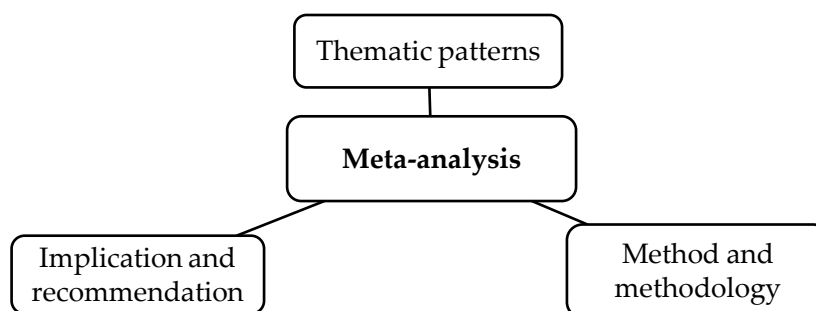 Thematic patterns
Meta-analysis
Implication and
recommendation
Method and
methodology